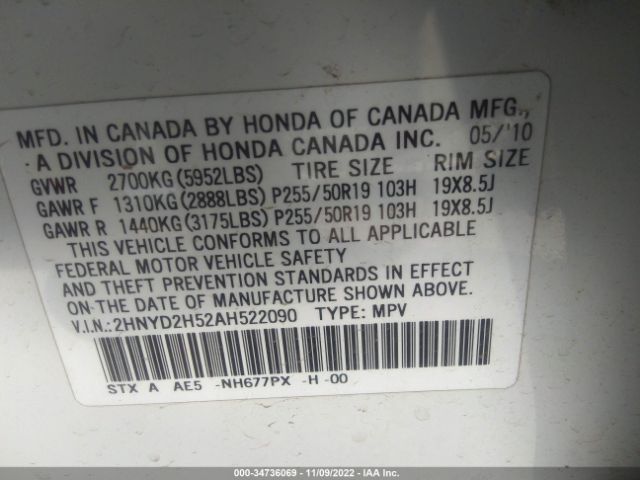 MFD. IN CANADA BY HONDA OF CANADA MFG.,
A DIVISION OF HONDA CANADA INC. 05/'10
GVWR 2700KG(5952LBS) TIRE SIZE RIM SIZE
GAWR F 1310KG(2888LBS) P255/50R19 103H 19X8.5J
GAWR R 1440KG(3175LBS) P255/50R19 103H 19X8.5J
THIS VEHICLE CONFORMS TO ALL APPLICABLE
FEDERAL MOTOR VEHICLE SAFETY
AND THEFT PREVENTION STANDARDS IN EFFECT
ON THE DATE OF MANUFACTURE SHOWN ABOVE.
V.I.N.:2HNYD2H52AH522090 TYPE: MPV
STX A AE5 -NH677PX -H -00
000-34736069 - 11/09/2022 - IAA Inc.